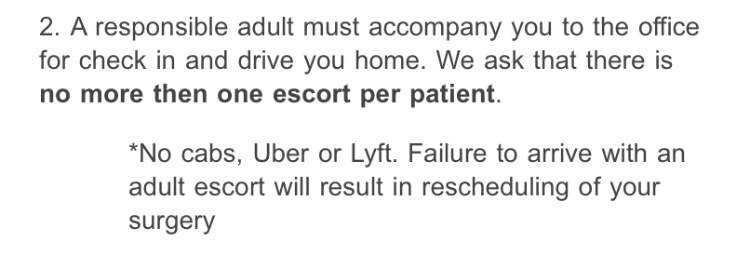 2. A responsible adult must accompany you to the office
for check in and drive you home. We ask that there is
no more then one escort per patient.
*No cabs, Uber or Lyft. Failure to arrive with an
adult escort will result in rescheduling of your
surgery